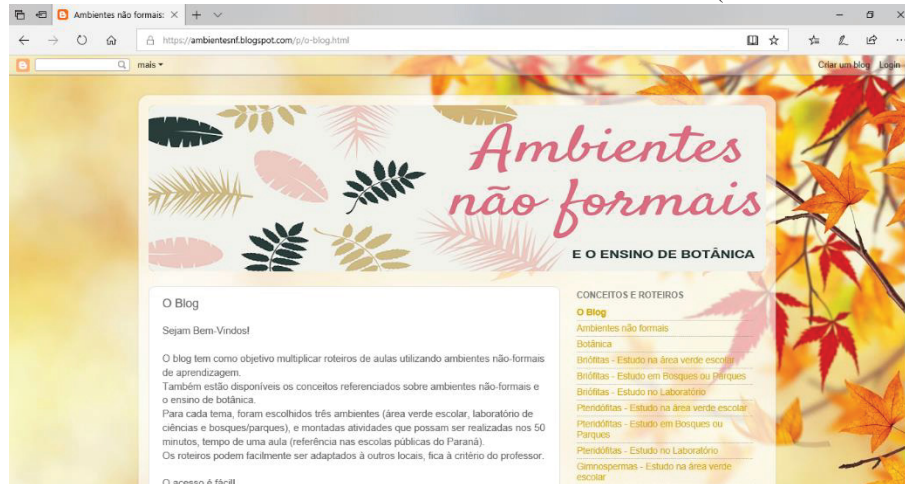 Ambientes não formais:
https://ambientesnf.blogspot.com/p/o-blog.html
mais
Criar um blog Login
Ambientes
não formais
E O ENSINO DE BOTÂNICA
O Blog
Sejam Bem-Vindos!
O blog tem como objetivo multiplicar roteiros de aulas utilizando ambientes não-formais
de aprendizagem.
Também estão disponíveis os conceitos referenciados sobre ambientes não-formais e
o ensino de botânica.
Para cada tema, foram escolhidos três ambientes (área verde escolar, laboratório de
ciências e bosques/parques), e montadas atividades que possam ser realizadas nos 50
minutos, tempo de uma aula (referência nas escolas públicas do Paraná).
Os roteiros podem facilmente ser adaptados à outros locais, fica à critério do professor.
O acesso é fácil!
CONCEITOS E ROTEIROS
O Blog
Ambientes não formais
Botânica
Briófitas - Estudo na área verde escolar
Briófitas - Estudo em Bosques ou Parques
Briófitas - Estudo no Laboratório
Pteridófitas - Estudo na área verde escolar
Pteridófitas - Estudo em Bosques ou
Parques
Pteridófitas - Estudo no Laboratório
Gimnospermas - Estudo na área verde
escolar